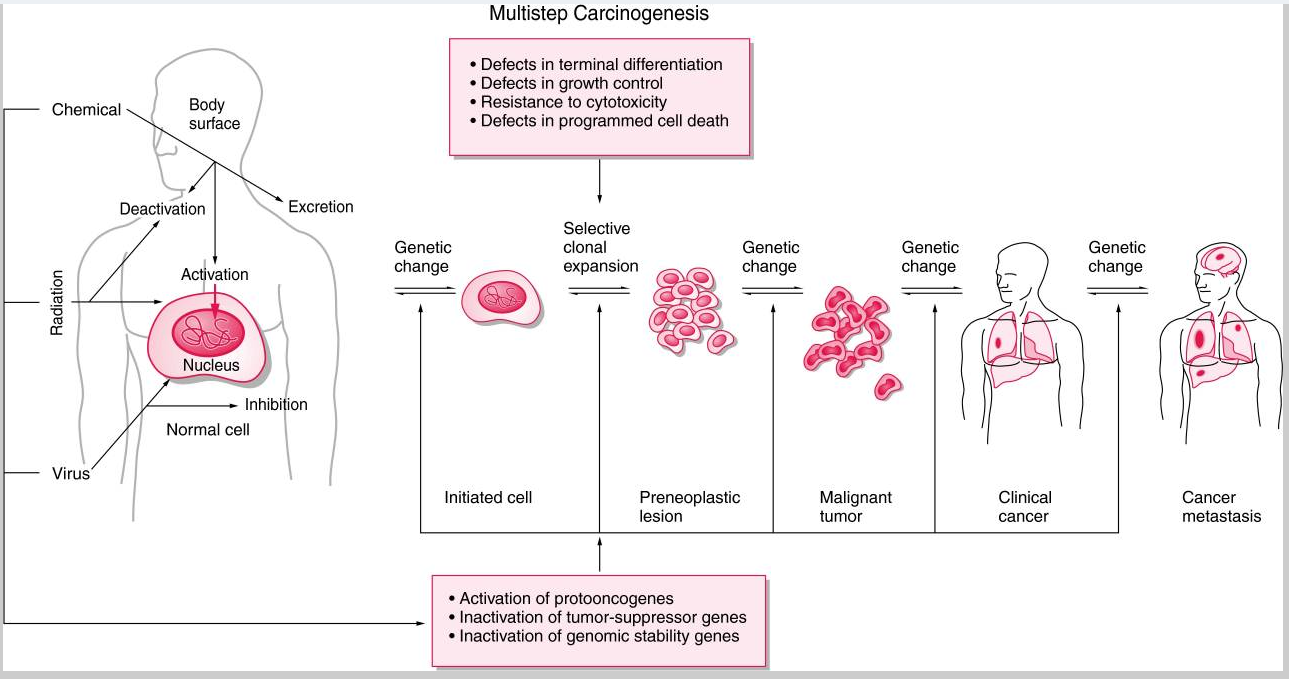 Multistep Carcinogenesis
• Defects in terminal differentiation
• Defects in growth control
• Resistance to cytotoxicity
• Defects in programmed cell death
Chemical
Body
surface
Deactivation
Excretion
Radiation
Activation
Nucleus
Inhibition
Normal cell
Virus
Genetic
change
Selective
clonal
expansion
Genetic
change
Genetic
change
Genetic
change
Initiated cell
Preneoplastic
lesion
Malignant
tumor
Clinical
cancer
Cancer
metastasis
• Activation of protooncogenes
• Inactivation of tumor-suppressor genes
• Inactivation of genomic stability genes